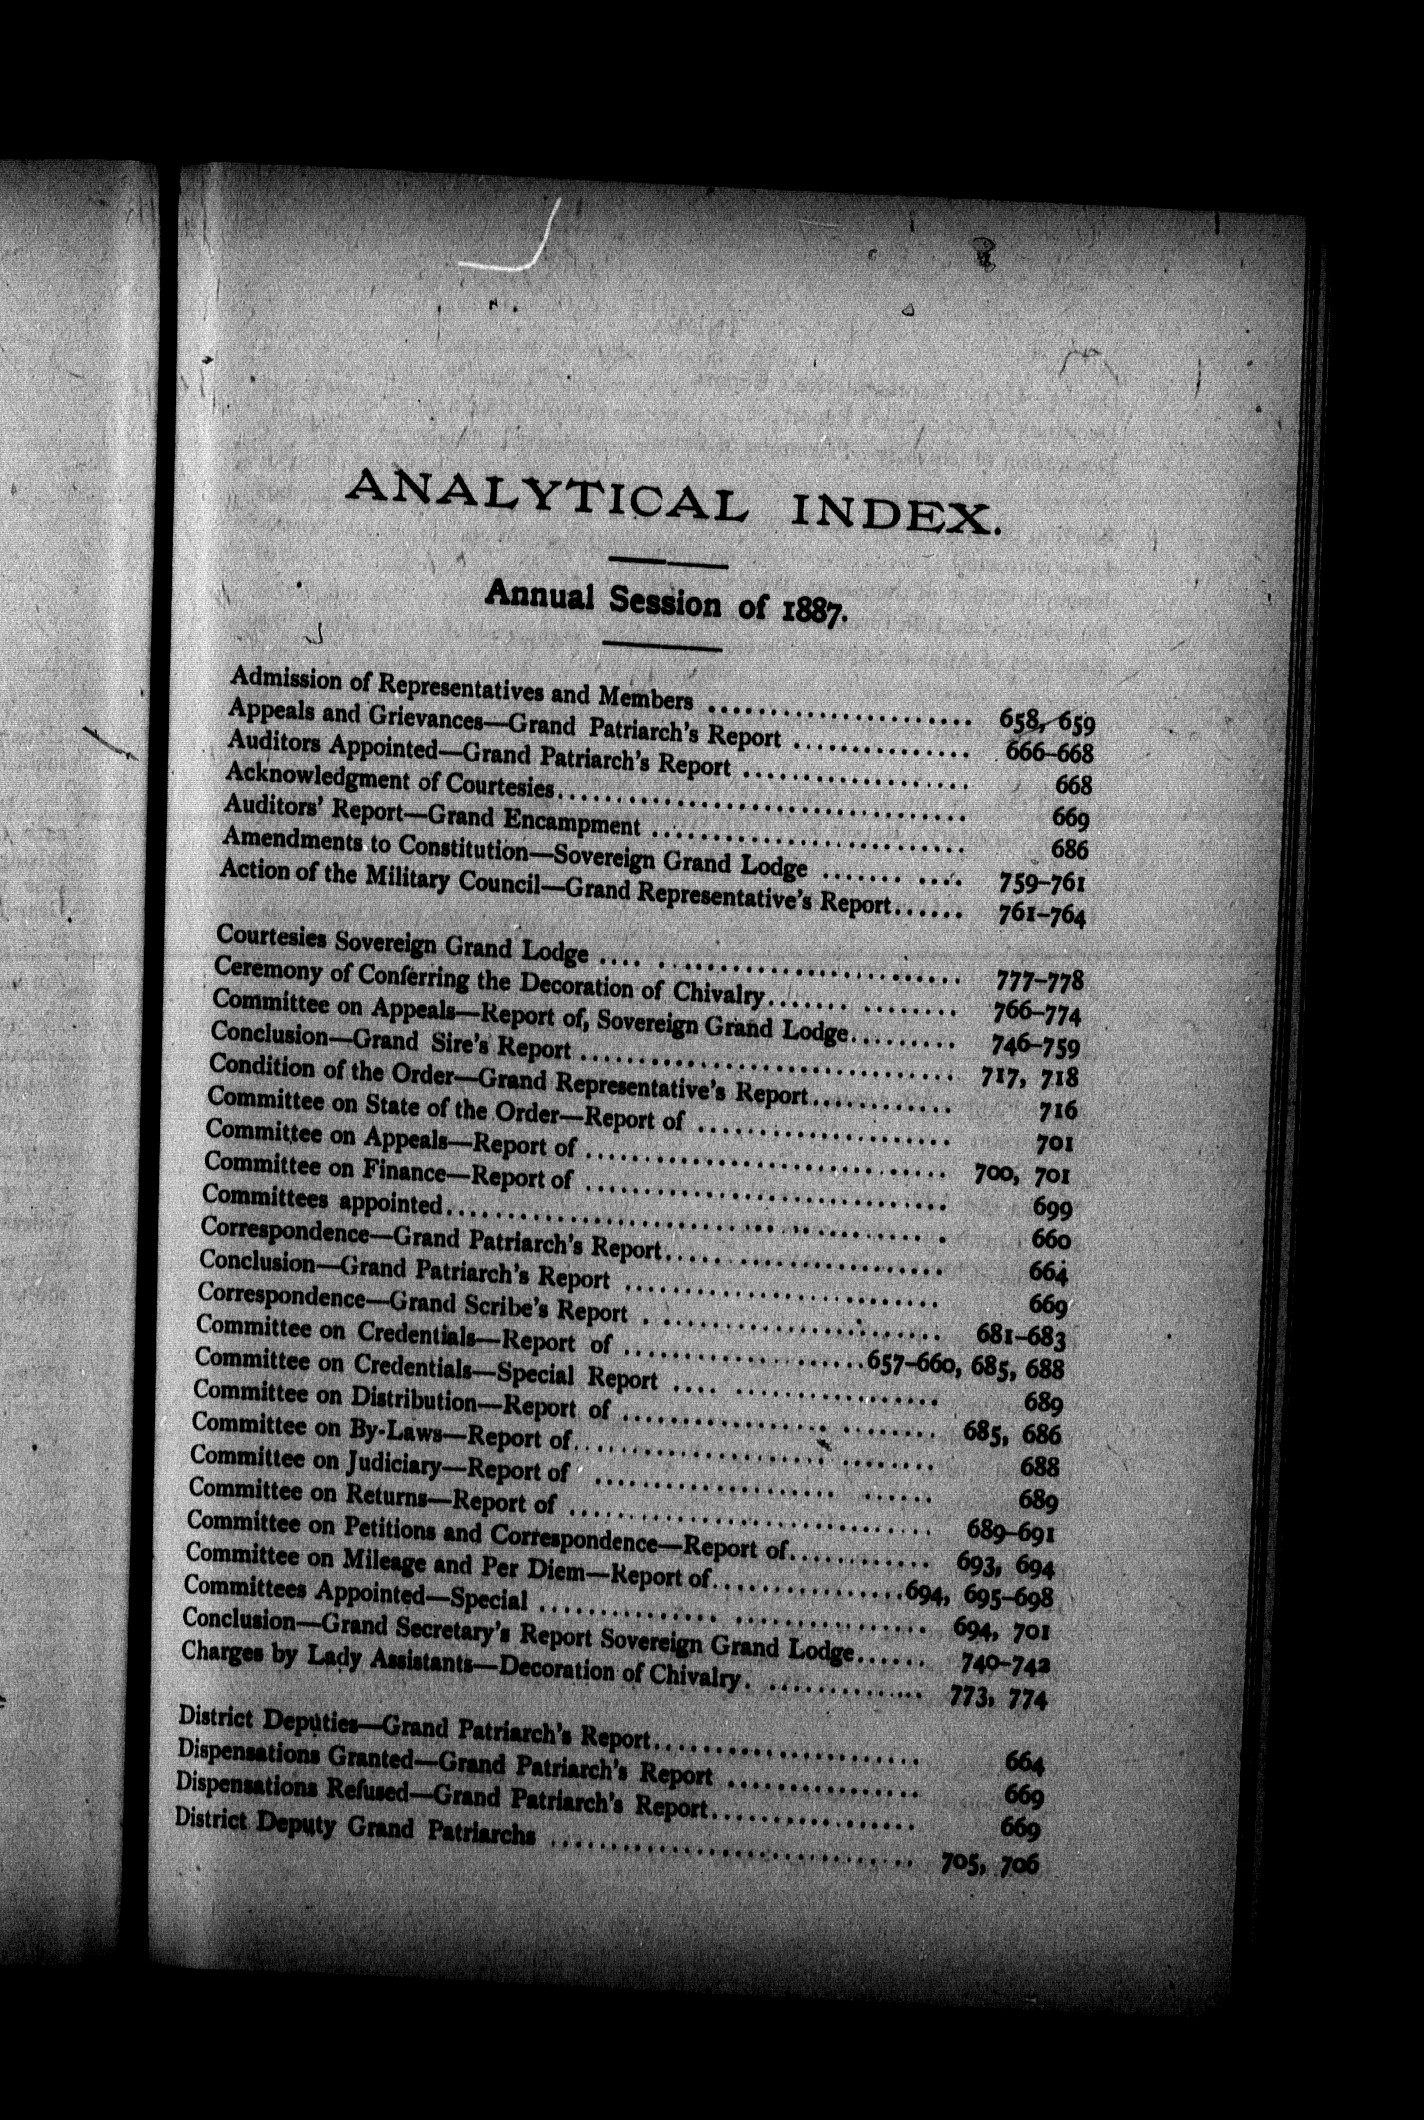 ANALYTICAL INDEX.
Annual Session of 1887.
Admission of Representatives and Members ..................... 658, 659
Appeals and Grievances—Grand Patriarch's Report ............... 666–668
Auditors Appointed—Grand Patriarch's Report ................... 668
Acknowledgment of Courtesies.................................. 669
Auditors' Report—Grand Encampment .......................... 686
Amendments to Constitution—Sovereign Grand Lodge ....... .... 759–761
Action of the Military Council—Grand Representative's Report...... 761–764
Courtesies Sovereign Grand Lodge .... ......................... 777–778
Ceremony of Conferring the Decoration of Chivalry....... ........ 766–774
Committee on Appeals—Report of, Sovereign Grand Lodge......... 746–759
Conclusion—Grand Sire's Report ................................ 717, 718
Condition of the Order—Grand Representative's Report............ 716
Committee on State of the Order—Report of ..................... 701
Committee on Appeals—Report of .............................. 700, 701
Committee on Finance—Report of .............................. 699
Committees appointed......................................... 660
Correspondence—Grand Patriarch's Report....................... 664
Conclusion—Grand Patriarch's Report .......................... 669
Correspondence—Grand Scribe's Report ......................... 681–683
Committee on Credentials—Report of .....................657–660, 685, 688
Committee on Credentials—Special Report .... ................. 689
Committee on Distribution—Report of ................. ........ 685, 686
Committee on By-Laws—Report of..................... ........ 688
Committee on Judiciary—Report of .................... ...... 689
Committee on Returns—Report of .............................. 689–691
Committee on Petitions and Correspondence—Report of............ 693, 694
Committee on Mileage and Per Diem—Report of................694, 695–698
Committees Appointed—Special ............... ................ 694, 701
Conclusion—Grand Secretary's Report Sovereign Grand Lodge...... 740–742
Charges by Lady Assistants—Decoration of Chivalry. ............. 773, 774
District Deputies—Grand Patriarch's Report...................... 664
Dispensations Granted—Grand Patriarch's Report ................ 669
Dispensations Refused—Grand Patriarch's Report................. 669
District Deputy Grand Patriarchs .............................. 705, 706